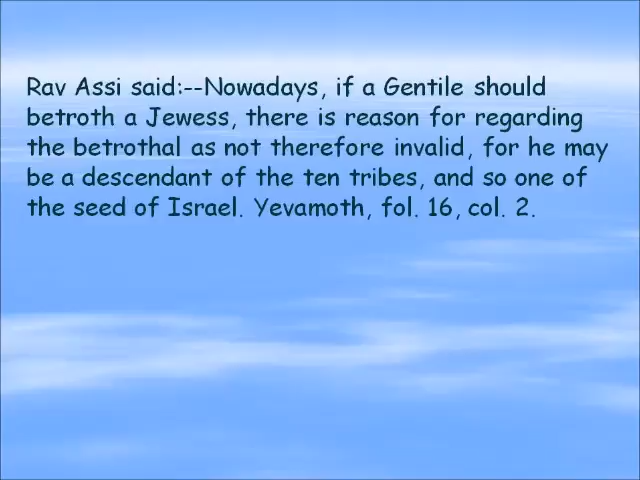 Rav Assi said:--Nowadays, if a Gentile should
betroth a Jewess, there is reason for regarding
the betrothal as not therefore invalid, for he may
be a descendant of the ten tribes, and so one of
the seed of Israel. Yevamoth, fol. 16, col. 2.